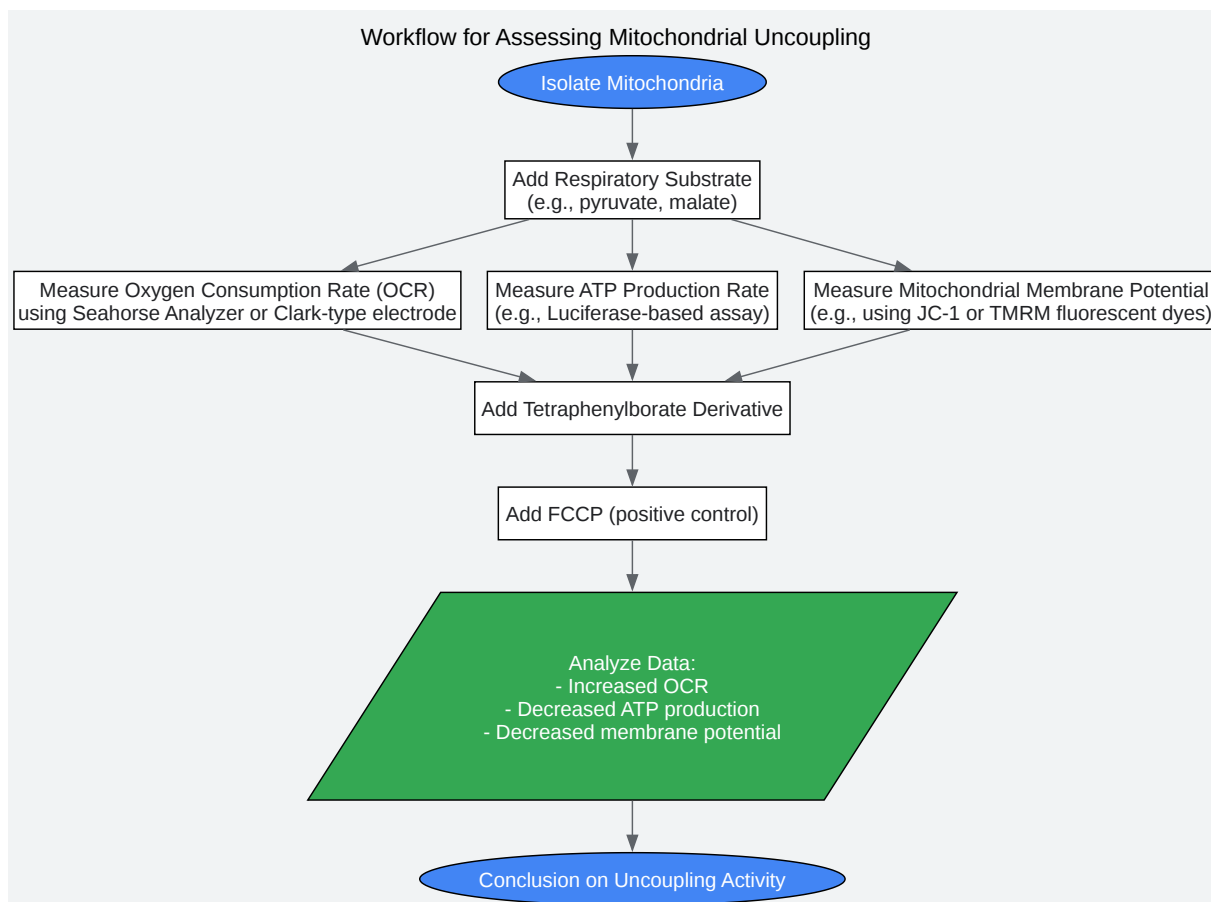 Workflow for Assessing Mitochondrial Uncoupling
Isolate Mitochondria
Add Respiratory Substrate
(e.g., pyruvate, malate)
Measure Oxygen Consumption Rate (OCR)
using Seahorse Analyzer or Clark-type electrode
Measure ATP Production Rate
(e.g., Luciferase-based assay)
Measure Mitochondrial Membrane Potential
(e.g., using JC-1 or TMRM fluorescent dyes)
Add Tetraphenylborate Derivative
Add FCCP (positive control)
Analyze Data:
- Increased OCR
- Decreased ATP production
- Decreased membrane potential
Conclusion on Uncoupling Activity